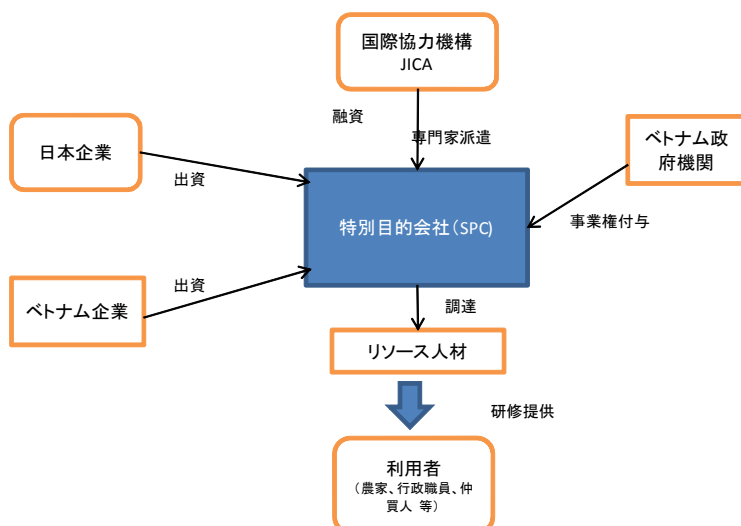 国際協力機構
JICA
融資
専門家派遣
日本企業
出資
ベトナム政
府機関
特別目的会社(SPC)
事業権付与
ベトナム企業
出資
調達
リソース人材
研修提供
利用者
(農家、行政職員、仲
買人 等)